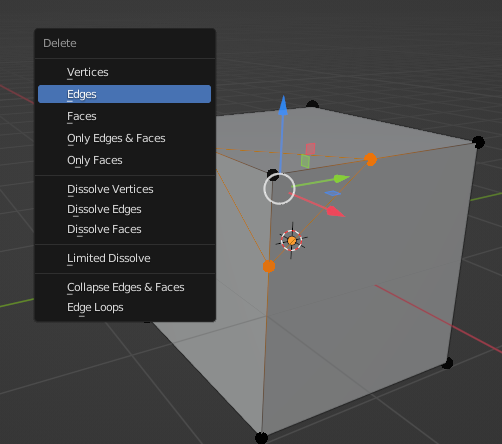 Delete
Vertices
Edges
Faces
Only Edges & Faces
Only Faces
Dissolve Vertices
Dissolve Edges
Dissolve Faces
Limited Dissolve
Collapse Edges & Faces
Edge Loops